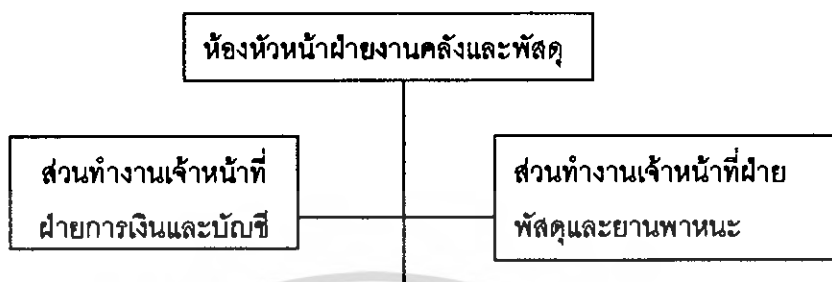 ห้องหัวหน้าฝ่ายงานคลังและพัสดุ
ส่วนทำงานเจ้าหน้าที่
ฝ่ายการเงินและบัญชี
ส่วนทำงานเจ้าหน้าที่ฝ่าย
พัสดุและยานพาหนะ